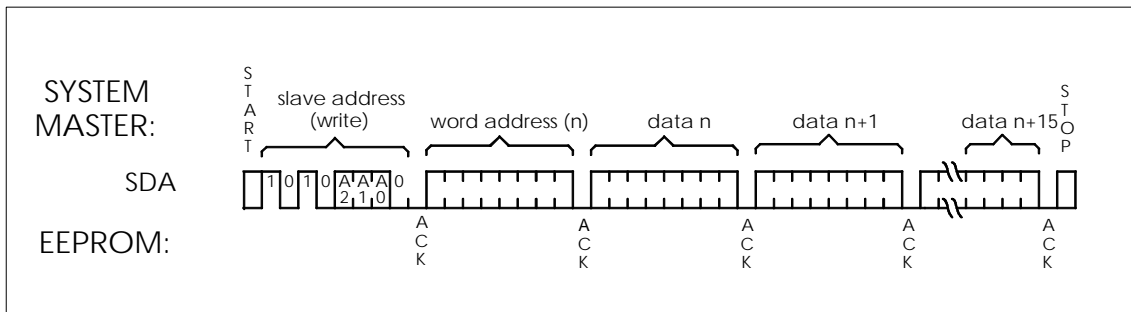 SYSTEM
MASTER:
START
slave address
(write)
word address (n)
data n
data n+1
data n+15
STOP
SDA
1 0 1 0 A2 A1 A0 0
EEPROM:
ACK
ACK
ACK
ACK
ACK